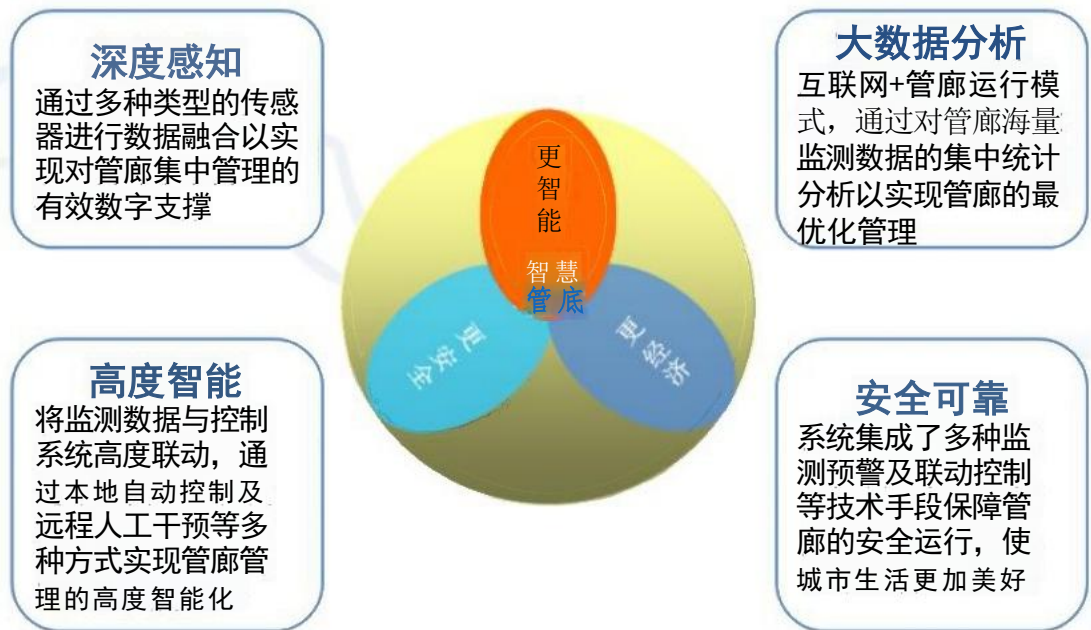 深度感知
通过多种类型的传感
器进行数据融合以实
现对管廊集中管理的
有效数字支撑
大数据分析
互联网+管廊运行模
式，通过对管廊海量
监测数据的集中统计
分析以实现管廊的最
优化管理
更
智
能
智慧
管底
更安全
更经济
高度智能
将监测数据与控制
系统高度联动，通
过本地自动控制及
远程人工干预等多
种方式实现管廊管
理的高度智能化
安全可靠
系统集成了多种监
测预警及联动控制
等技术手段保障管
廊的安全运行，使
城市生活更加美好